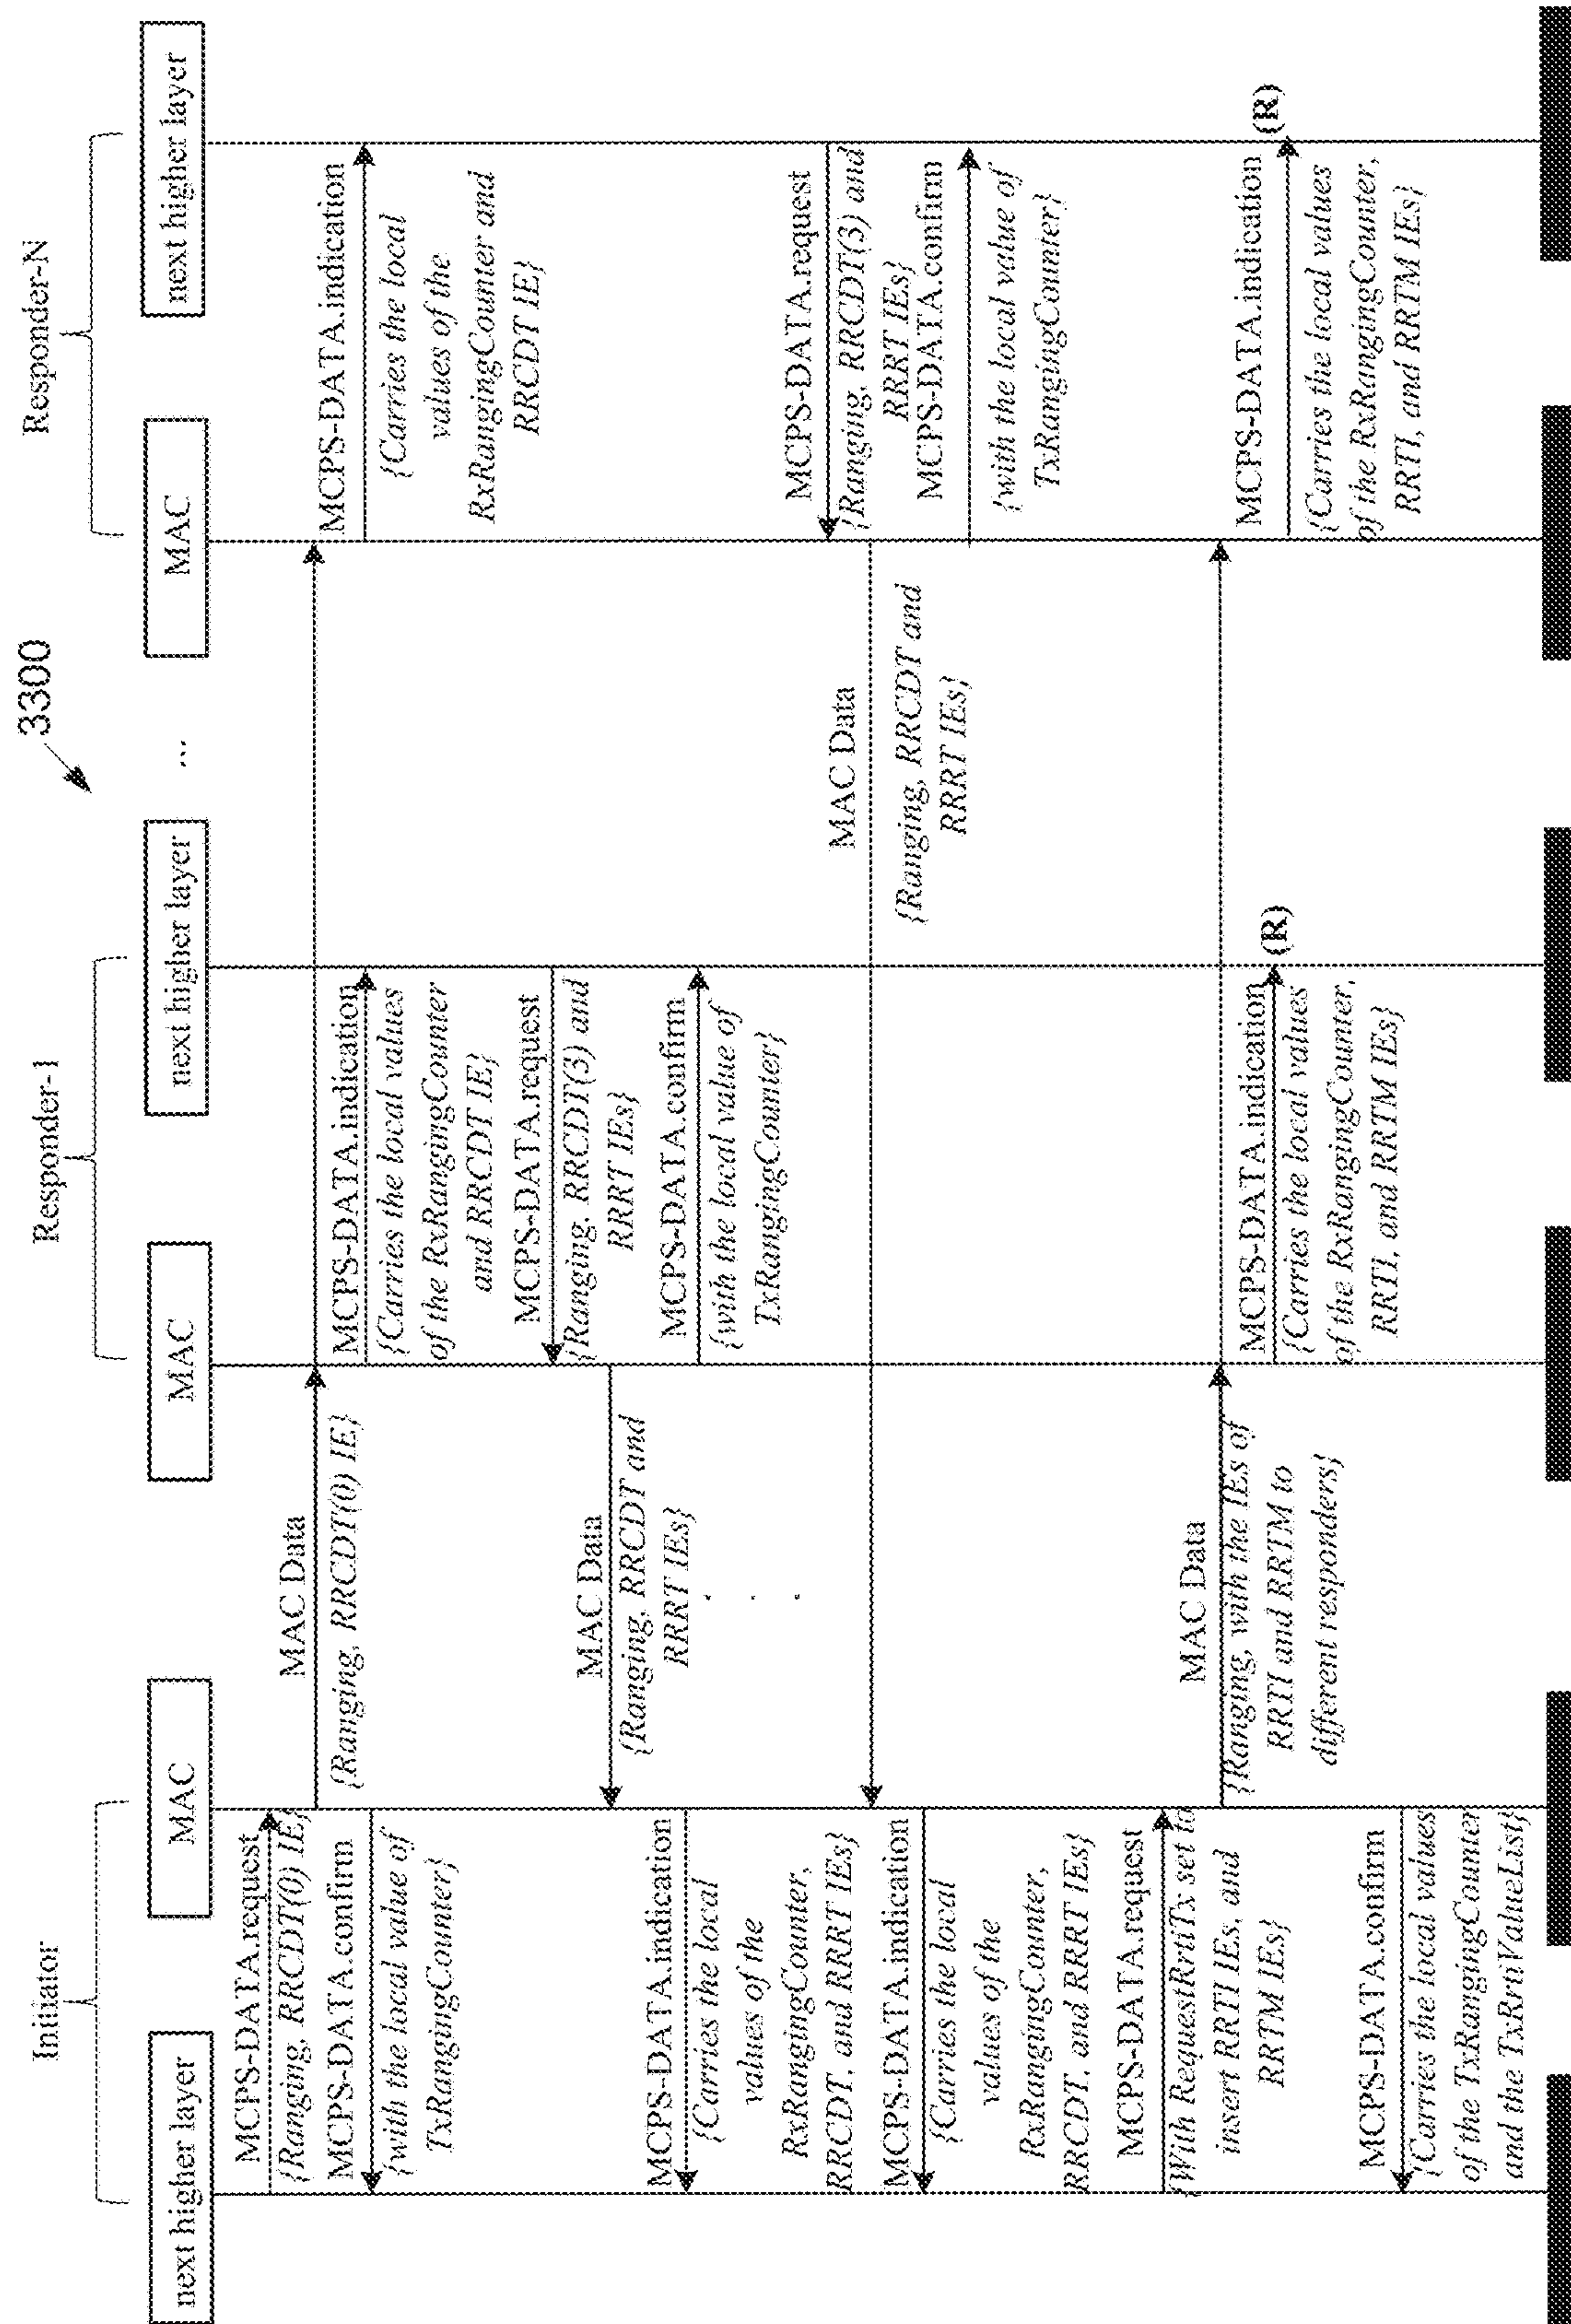 3300
Initiator
Responder-1
Responder-N
next higher layer
MAC
MAC
next higher layer
...
MAC
next higher layer
MCPS-DATA.request
{Ranging, RRCDT(0) IE}
MCPS-DATA.confirm
{with the local value of
TxRangingCounter}
MAC Data
{Ranging, RRCDT(0) IE}
MCPS-DATA.indication
{Carries the local values
of the RxRangingCounter
and RRCDT IE}
MCPS-DATA.request
{Ranging, RRCDT(3) and
RRRT IEs}
MCPS-DATA.confirm
{with the local value of
TxRangingCounter}
MCPS-DATA.indication
{Carries the local
values of the
RxRangingCounter and
RRCDT IE}
MAC Data
{Ranging, RRCDT and
RRRT IEs}
. . .
MCPS-DATA.indication
{Carries the local
values of the
RxRangingCounter,
RRCDT, and RRRT IEs}
MCPS-DATA.request
{Ranging, RRCDT(3) and
RRRT IEs}
MCPS-DATA.confirm
{with the local value of
TxRangingCounter}
MAC Data
{Ranging, RRCDT and
RRRT IEs}
MCPS-DATA.indication
{Carries the local
values of the
RxRangingCounter,
RRCDT, and RRRT IEs}
MCPS-DATA.request
{With RequestRrtiTx set to
insert RRTI IEs, and
RRTM IEs}
MAC Data
{Ranging, with the IEs of
RRTI and RRTM to
different responders}
MCPS-DATA.indication
(R)
{Carries the local values
of the RxRangingCounter,
RRTI, and RRTM IEs}
MCPS-DATA.indication
(R)
{Carries the local values
of the RxRangingCounter,
RRTI, and RRTM IEs}
MCPS-DATA.confirm
{Carries the local values
of the TxRangingCounter
and the TxRrtiValueList}